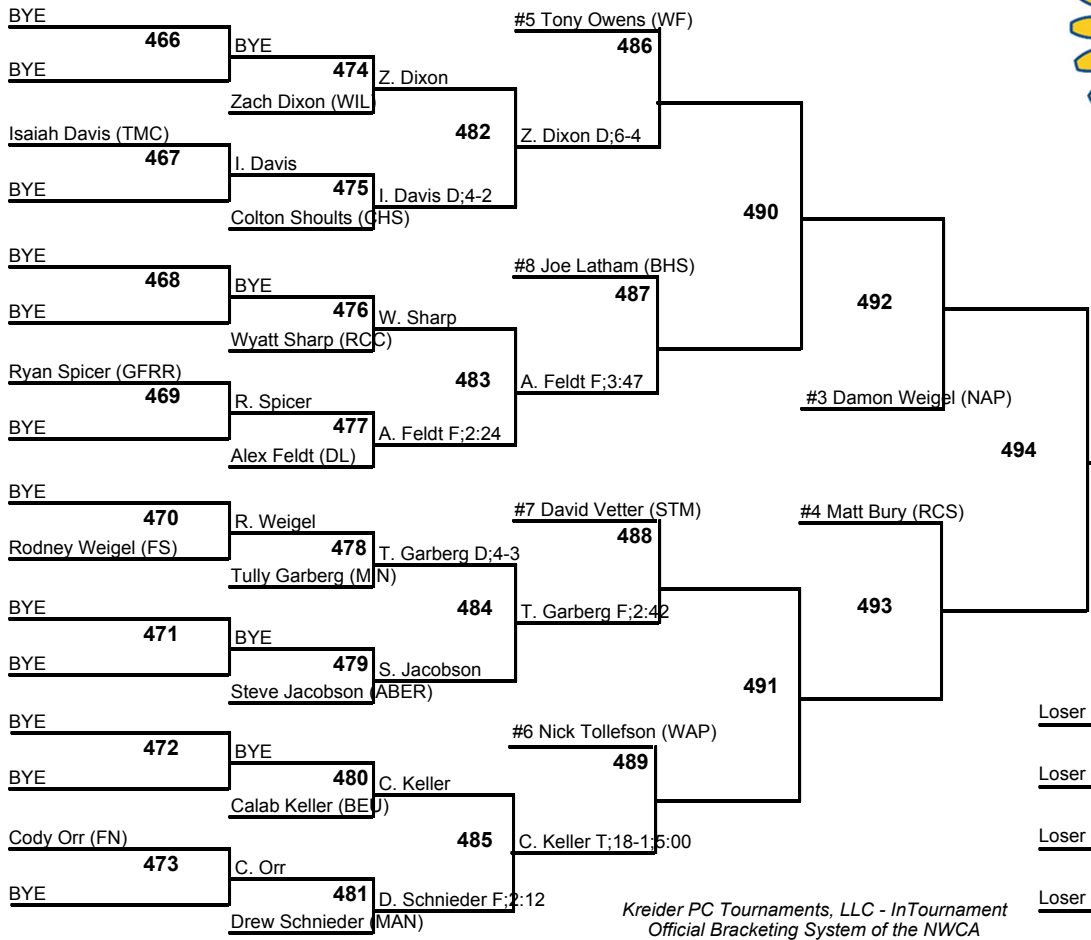 BYE
466
BYE
BYE
474
Zach Dixon (WIL)
Z. Dixon
Isaiah Davis (TMC)
467
BYE
I. Davis
475
Colton Shoults (CHS)
I. Davis D;4-2
482
Z. Dixon D;6-4
#5 Tony Owens (WF)
486
BYE
468
BYE
BYE
476
Wyatt Sharp (RCC)
W. Sharp
Ryan Spicer (GFRR)
469
BYE
R. Spicer
477
Alex Feldt (DL)
A. Feldt F;2:24
483
A. Feldt F;3:47
#8 Joe Latham (BHS)
487
490
492
#3 Damon Weigel (NAP)
494
BYE
470
Rodney Weigel (FS)
R. Weigel
478
Tully Garberg (MIN)
T. Garberg D;4-3
BYE
471
BYE
BYE
479
Steve Jacobson (ABER)
S. Jacobson
484
T. Garberg F;2:42
#7 David Vetter (STM)
488
#4 Matt Bury (RCS)
493
BYE
472
BYE
BYE
480
Calab Keller (BEU)
C. Keller
Cody Orr (FN)
473
BYE
C. Orr
481
Drew Schnieder (MAN)
D. Schnieder F;2:12
485
C. Keller T;18-1;5:00
#6 Nick Tollefson (WAP)
489
491
Loser
Loser
Loser
Loser
Kreider PC Tournaments, LLC - InTournament
Official Bracketing System of the NWCA